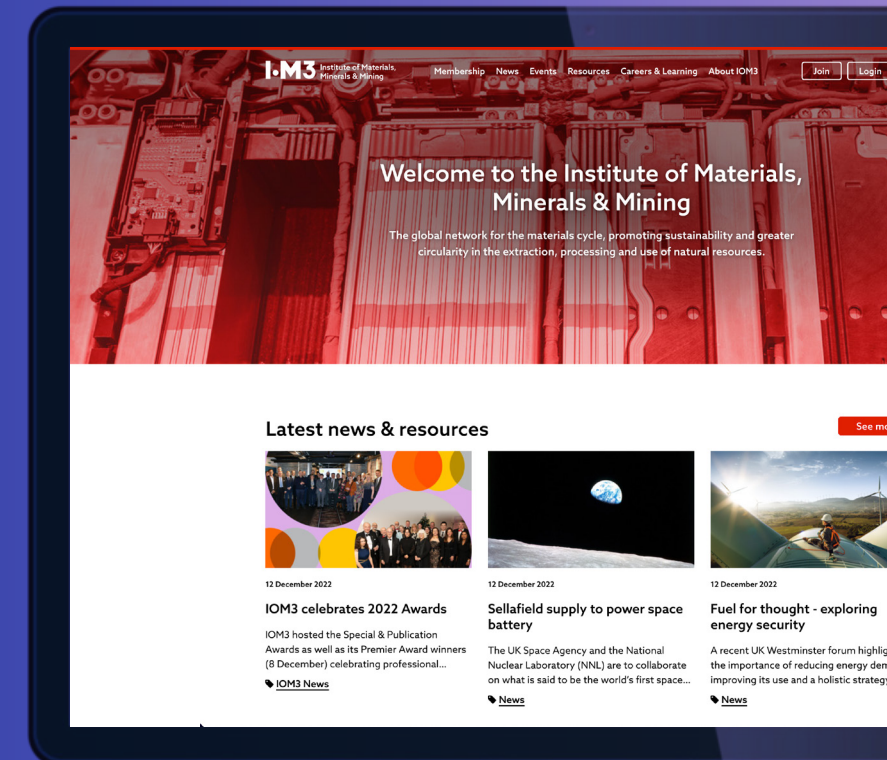 I·M3 Institute of Materials,
Minerals & Mining
Membership News Events Resources Careers & Learning About IOM3 Join Login
Welcome to the Institute of Materials,
Minerals & Mining
The global network for the materials cycle, promoting sustainability and greater
circularity in the extraction, processing and use of natural resources.
Latest news & resources
See mo
12 December 2022
IOM3 celebrates 2022 Awards
IOM3 hosted the Special & Publication
Awards as well as its Premier Award winners
(8 December) celebrating professional...
IOM3 News
12 December 2022
Sellafield supply to power space
battery
The UK Space Agency and the National
Nuclear Laboratory (NNL) are to collaborate
on what is said to be the world's first space...
News
12 December 2022
Fuel for thought - exploring
energy security
A recent UK Westminster forum highlig
the importance of reducing energy dem
improving its use and a holistic strategy
News